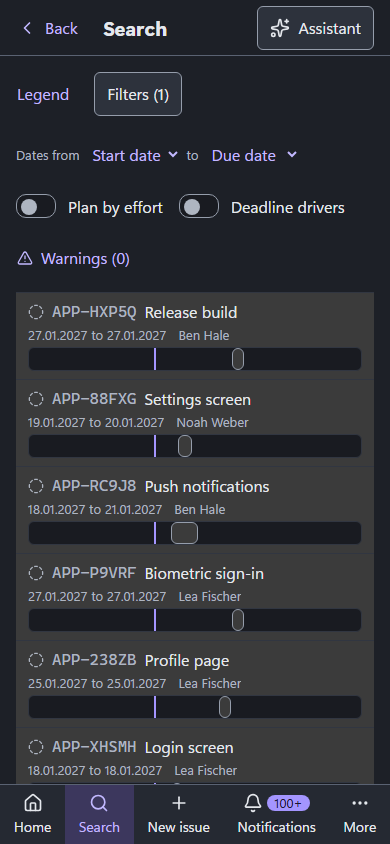 Back Search Assistant
Legend Filters (1)
Dates from Start date to Due date
Plan by effort Deadline drivers
Warnings (0)
APP-HXP5Q Release build
27.01.2027 to 27.01.2027 Ben Hale
APP-88FXG Settings screen
19.01.2027 to 20.01.2027 Noah Weber
APP-RC9J8 Push notifications
18.01.2027 to 21.01.2027 Ben Hale
APP-P9VRF Biometric sign-in
27.01.2027 to 27.01.2027 Lea Fischer
APP-238ZB Profile page
25.01.2027 to 25.01.2027 Lea Fischer
APP-XHSMH Login screen
18.01.2027 to 18.01.2027 Lea Fischer
100+
Home Search New issue Notifications More